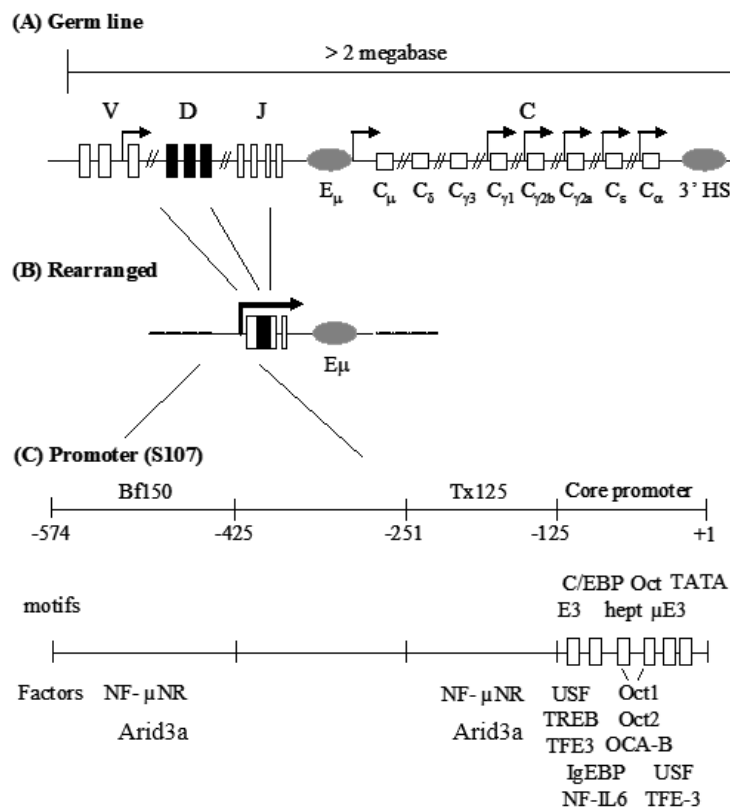 (A) Germ line
> 2 megabase
V D J C
Eμ Cμ Cδ Cγ3 Cγ1 Cγ2b Cγ2a Cε Cα 3' HS
(B) Rearranged
Eμ
(C) Promoter (S107)
Bf150 Tx125 Core promoter
-574 -425 -251 -125 +1
C/EBP Oct TATA
motifs E3 hept μE3
Factors NF-μNR NF-μNR USF Oct1
Arid3a Arid3a TREB Oct2
TFE3 OCA-B
IgEBP USF
NF-IL6 TFE-3